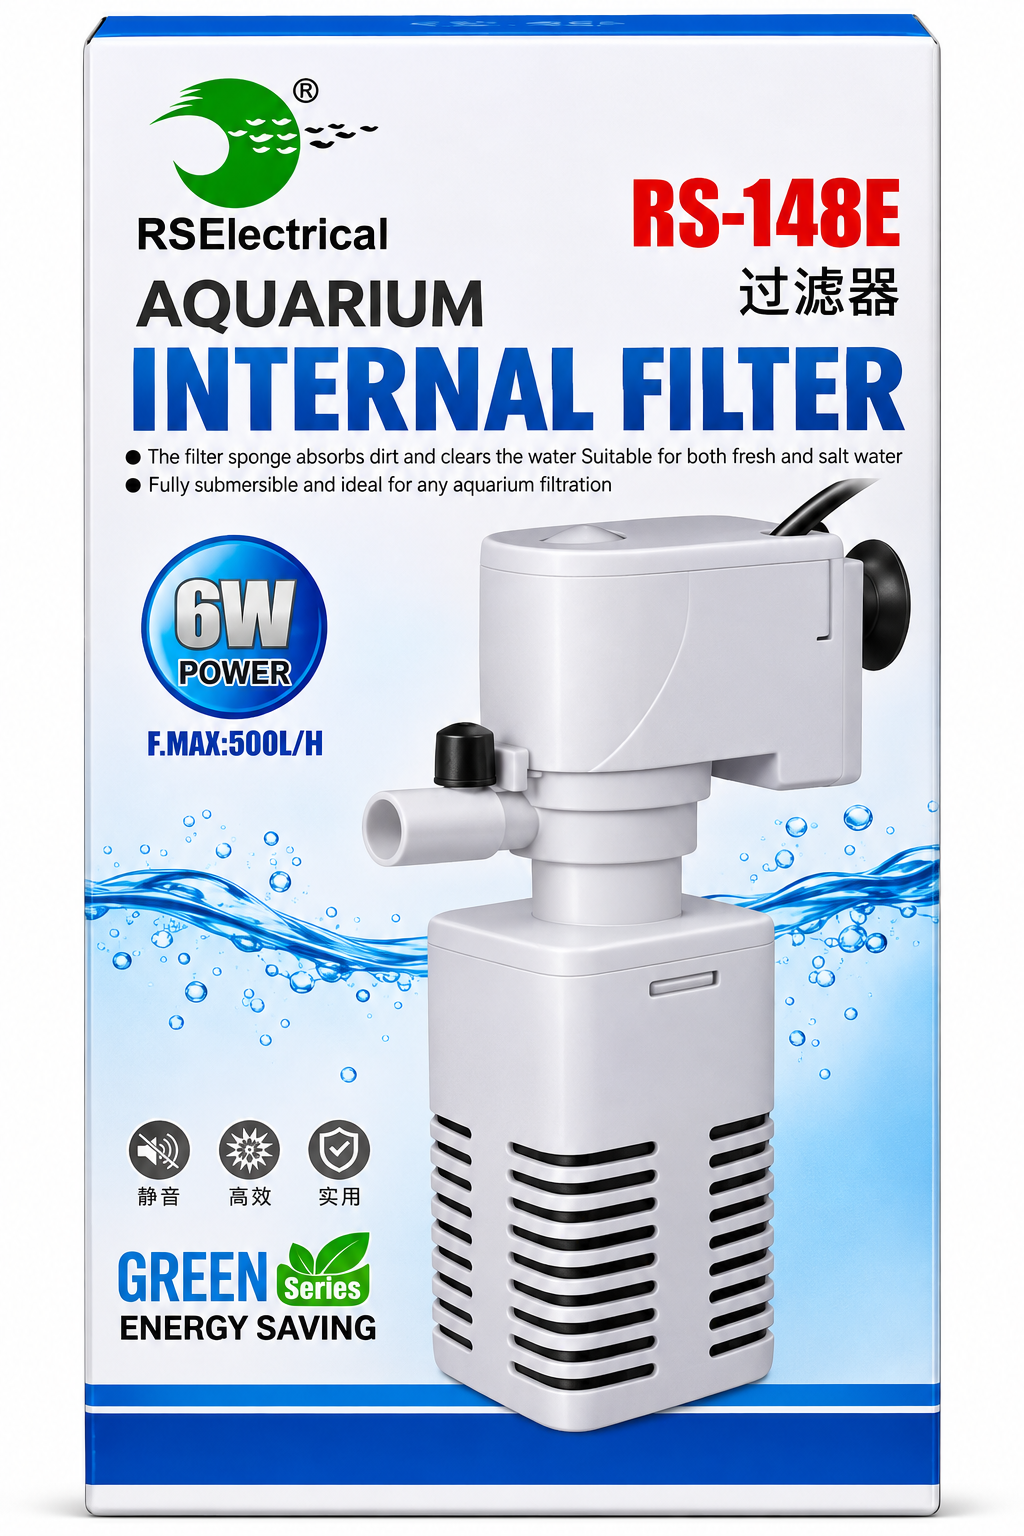 ®
RSElectrical
RS-148E
过滤器
AQUARIUM
INTERNAL FILTER
● The filter sponge absorbs dirt and clears the water Suitable for both fresh and salt water
● Fully submersible and ideal for any aquarium filtration
6W
POWER
F.MAX:500L/H
静音 高效 实用
GREEN Series
ENERGY SAVING